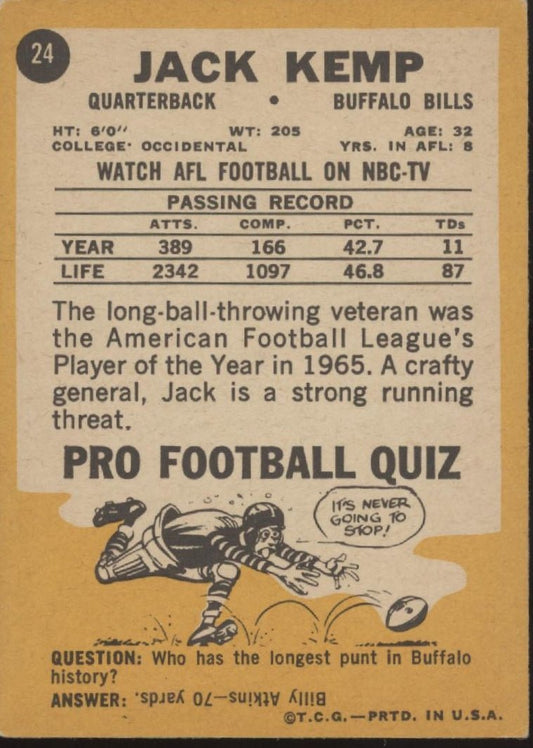 24
JACK KEMP
QUARTERBACK • BUFFALO BILLS
HT: 6'0" WT: 205 AGE: 32
COLLEGE: OCCIDENTAL YRS. IN AFL: 8
WATCH AFL FOOTBALL ON NBC-TV
PASSING RECORD
ATTS. COMP. PCT. TDs
YEAR 389 166 42.7 11
LIFE 2342 1097 46.8 87
The long-ball-throwing veteran was
the American Football League's
Player of the Year in 1965. A crafty
general, Jack is a strong running
threat.
PRO FOOTBALL QUIZ
IT'S NEVER
GOING TO
STOP!
QUESTION: Who has the longest punt in Buffalo
history?
ANSWER: Billy Atkins—70 yards.
©T.C.G.—PRTD. IN U.S.A.